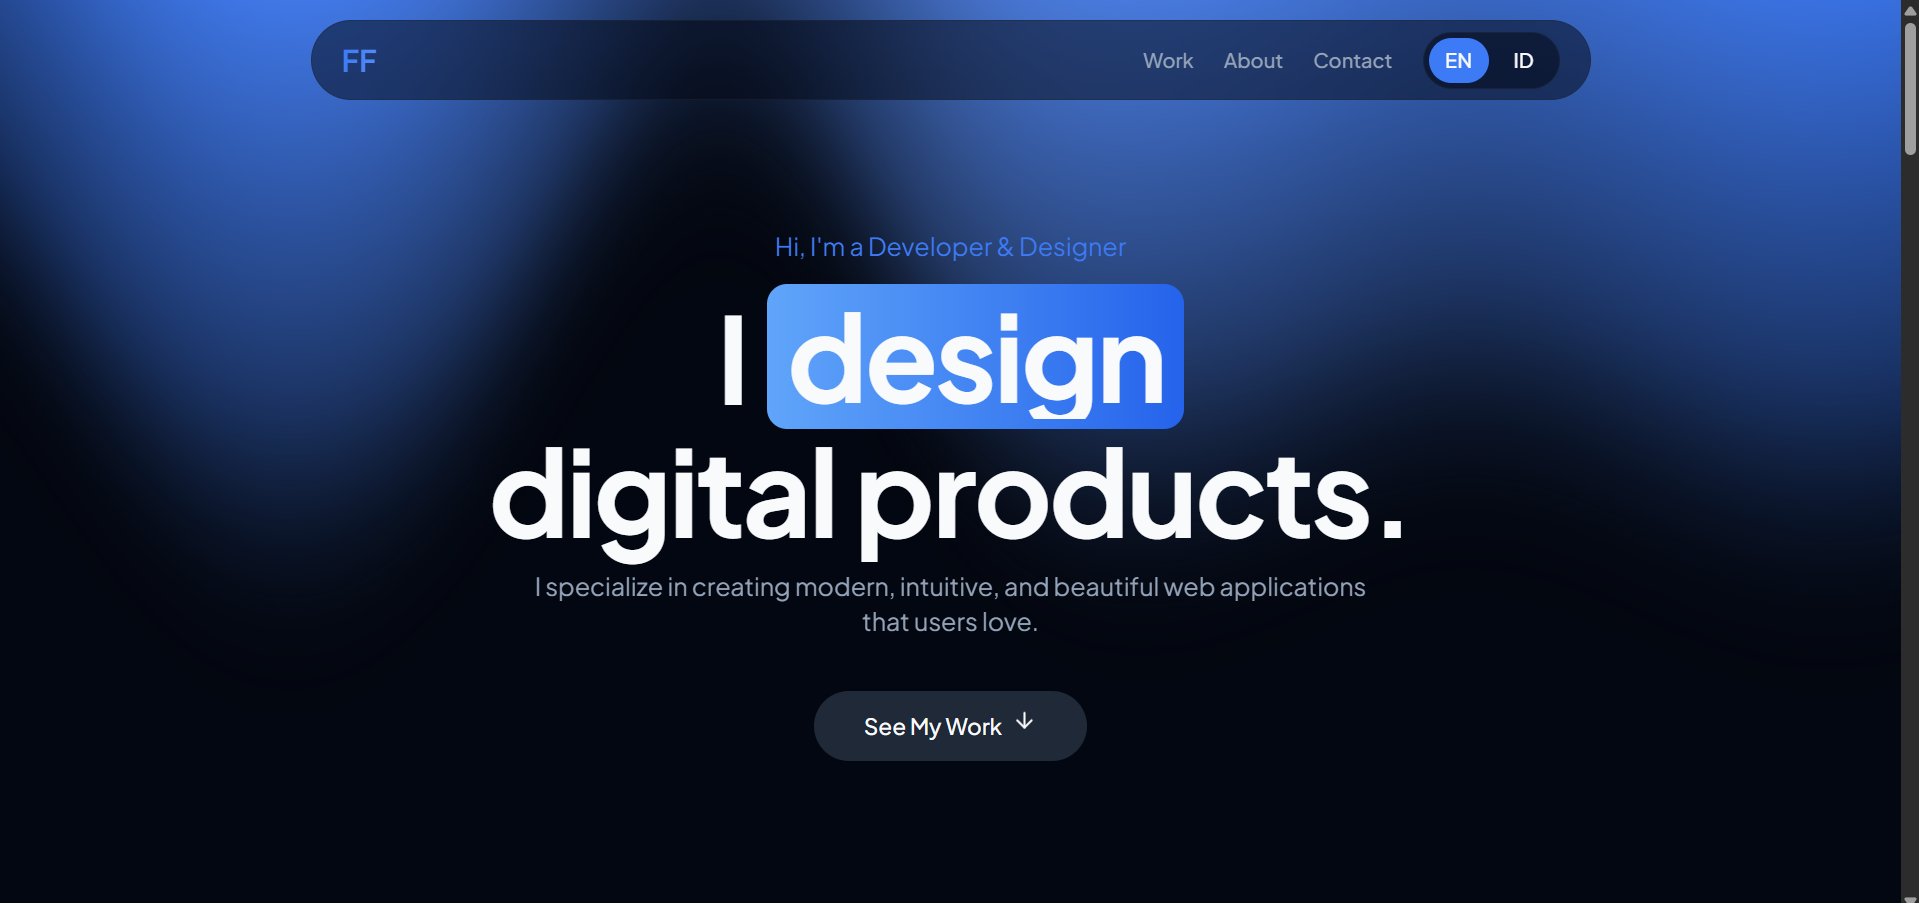 FF
Work About Contact EN ID
Hi, I'm a Developer & Designer
I design
digital products.
I specialize in creating modern, intuitive, and beautiful web applications
that users love.
See My Work